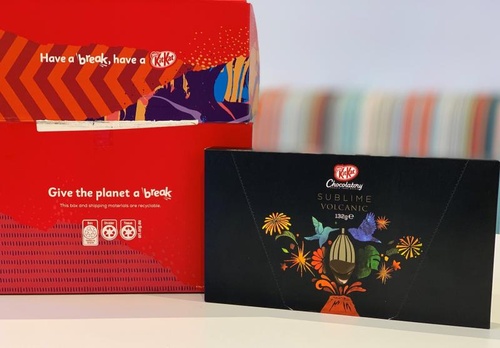 Have a break, have a KitKat
Give the planet a break
This box and shipping materials are recyclable.
KitKat
Chocolatory
SUBLIME
VOLCANIC
132g℮